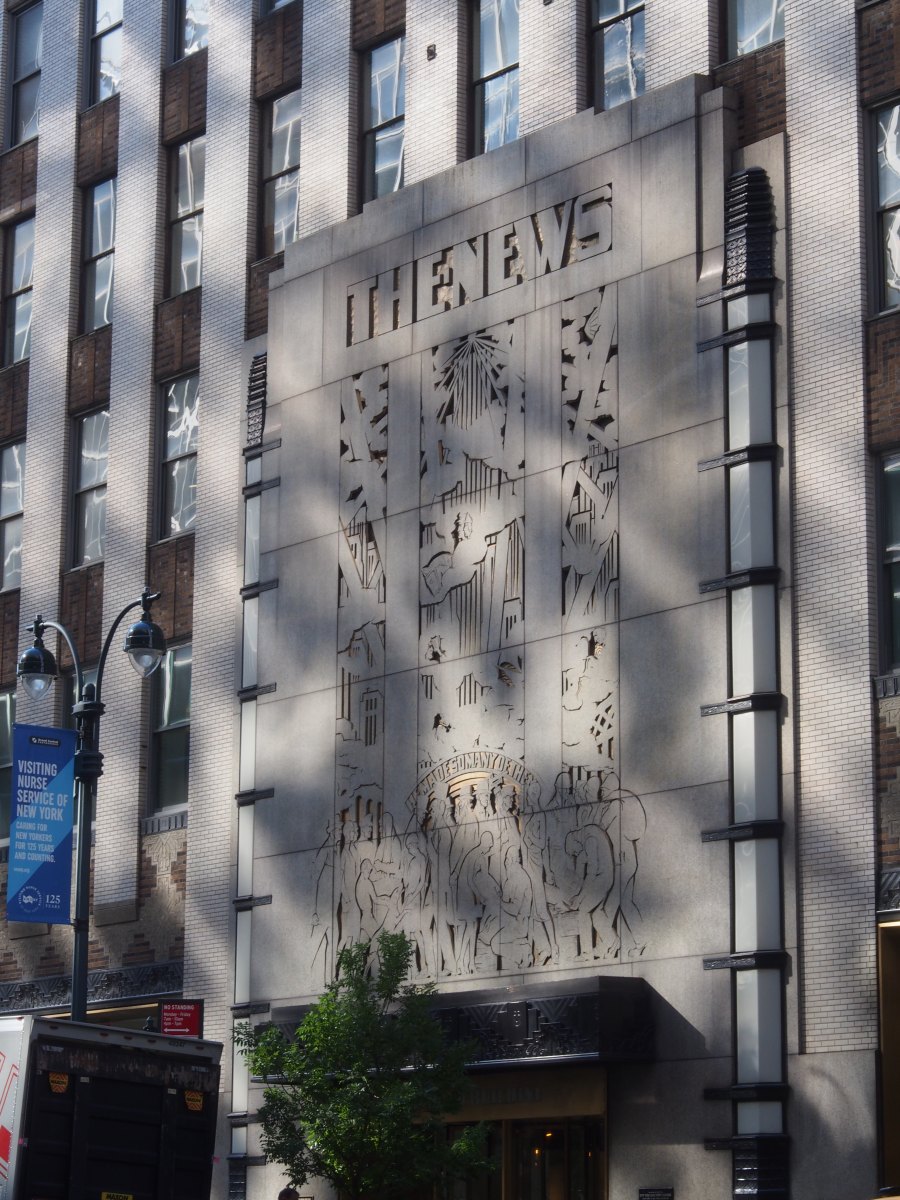 THE NEWS
MADE SO MANY OF THEM
VISITING
NURSE
SERVICE OF
NEW YORK
CARING FOR
NEW YORKERS
FOR 125 YEARS
AND COUNTING.
125
YEARS
NO STANDING